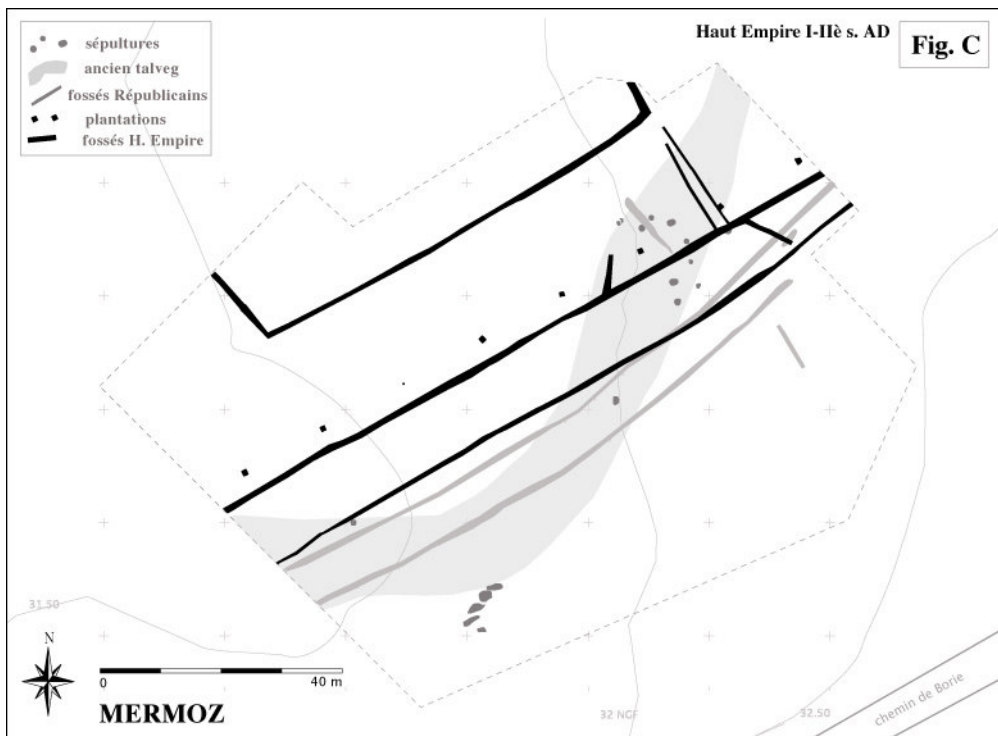 Haut Empire I-IIè s. AD
Fig. C
sépultures
ancien talveg
fossés Républicains
plantations
fossés H. Empire
31.50
N
0 40 m
MERMOZ
32 NGF
32.50
chemin de Borie